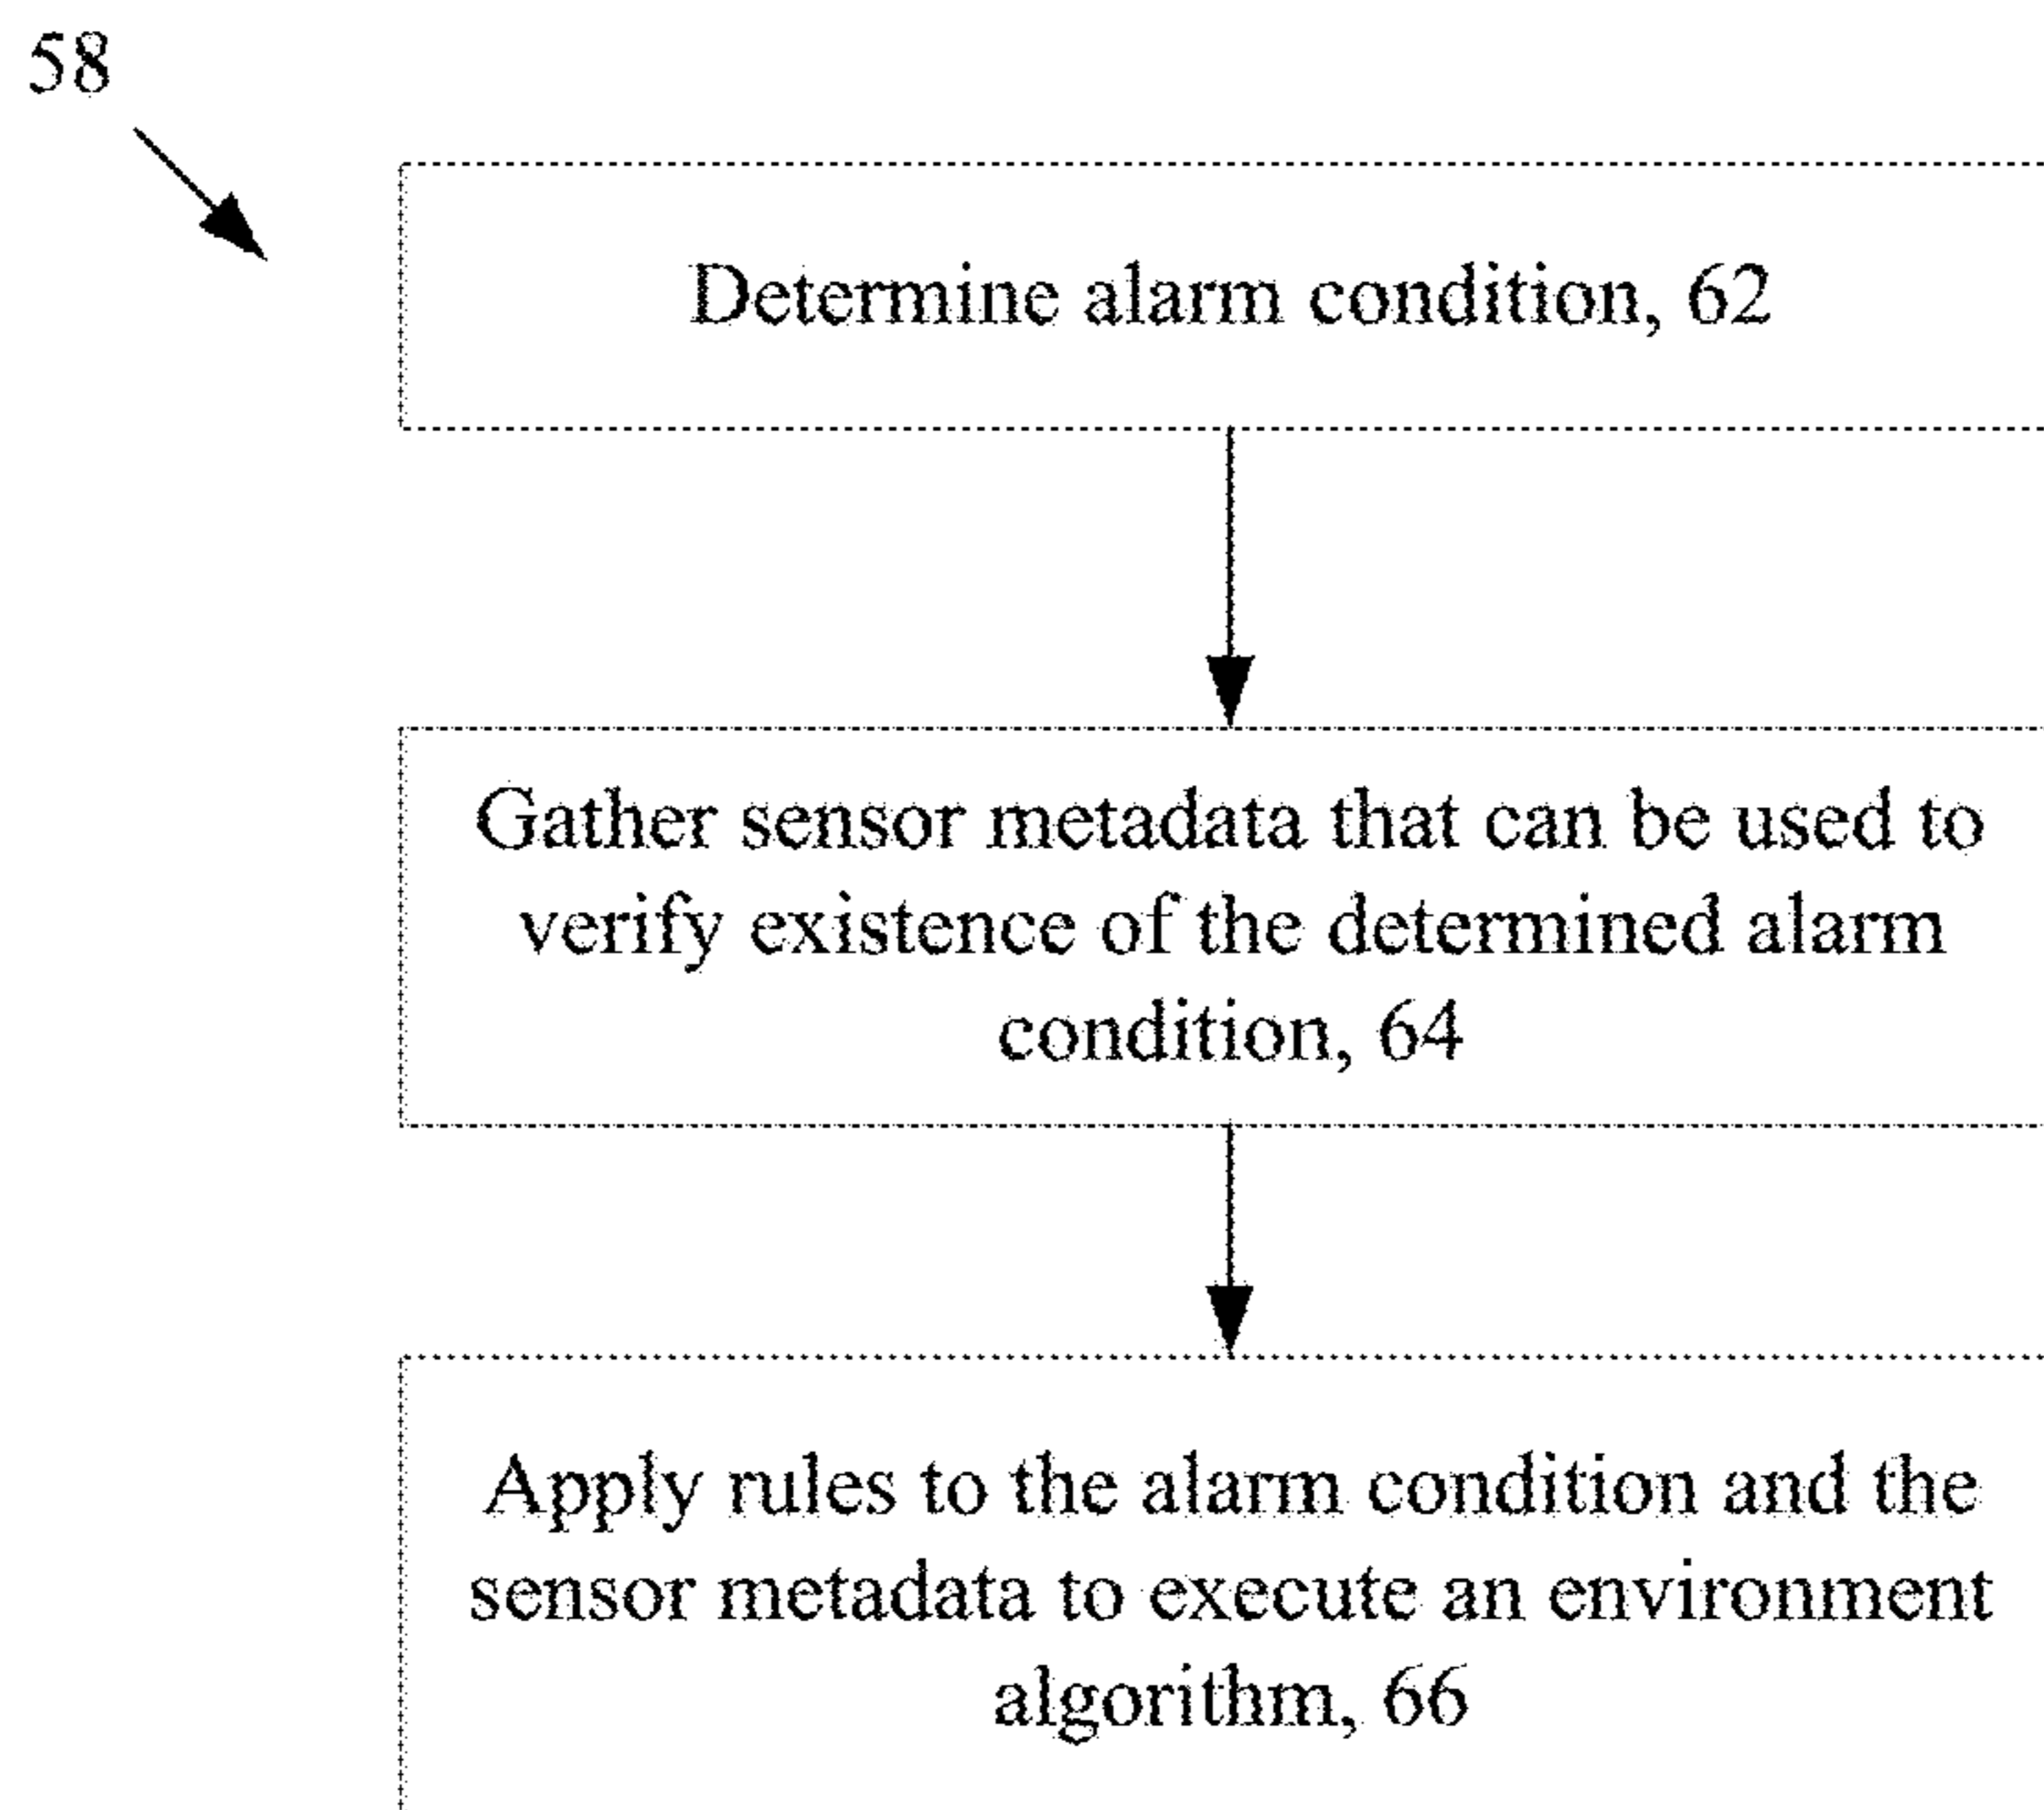 58
Determine alarm condition, 62
Gather sensor metadata that can be used to
verify existence of the determined alarm
condition, 64
Apply rules to the alarm condition and the
sensor metadata to execute an environment
algorithm, 66